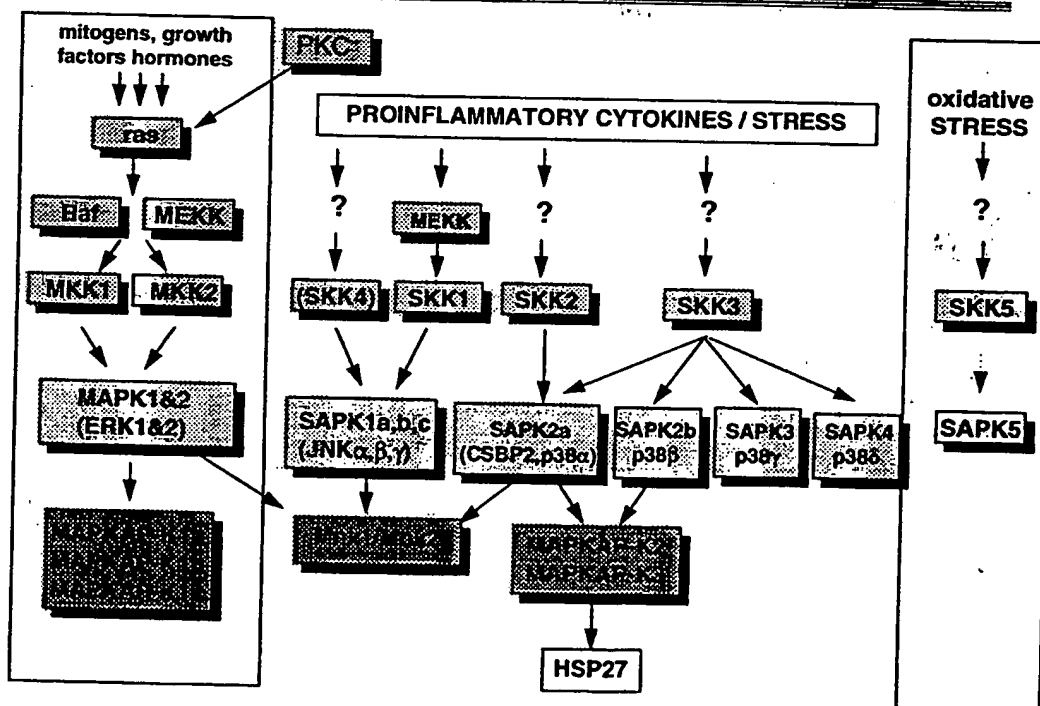 mitogens, growth
factors hormones
PKC
ras
PROINFLAMMATORY CYTOKINES / STRESS
oxidative
STRESS
?
MEKK
?
?
?
Raf
MEKK
MKK1
MKK2
(SKK4)
SKK1
SKK2
SKK3
SKK5
MAPK1&2
(ERK1&2)
SAPK1a,b,c
(JNKα,β,γ)
SAPK2a
(CSBP2,p38α)
SAPK2b
p38β
SAPK3
p38γ
SAPK4
p38δ
SAPK5
HSP27